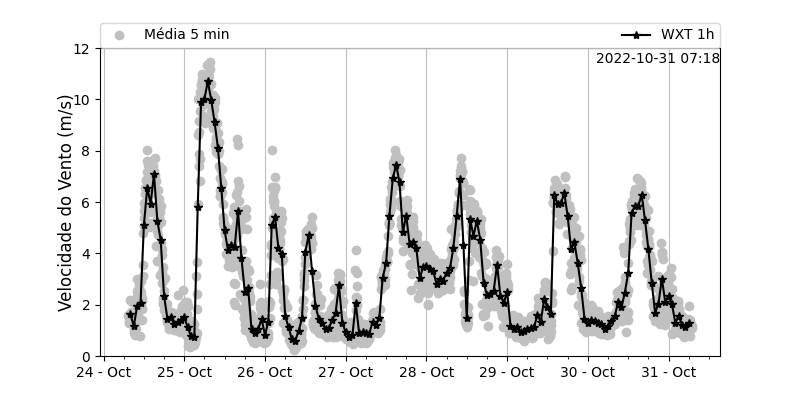 Média 5 min
WXT 1h
2022-10-31 07:18
Velocidade do Vento (m/s)
12
10
8
6
4
2
0
24 - Oct
25 - Oct
26 - Oct
27 - Oct
28 - Oct
29 - Oct
30 - Oct
31 - Oct